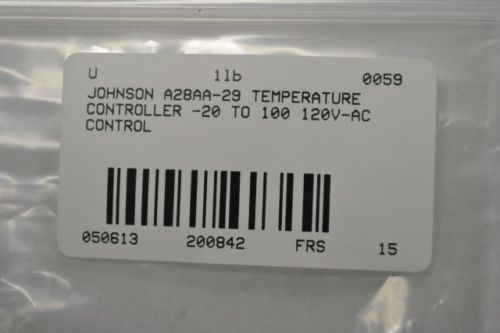 U 1lb 0059
JOHNSON A28AA-29 TEMPERATURE
CONTROLLER -20 TO 100 120V-AC
CONTROL
050613 200842 FRS 15